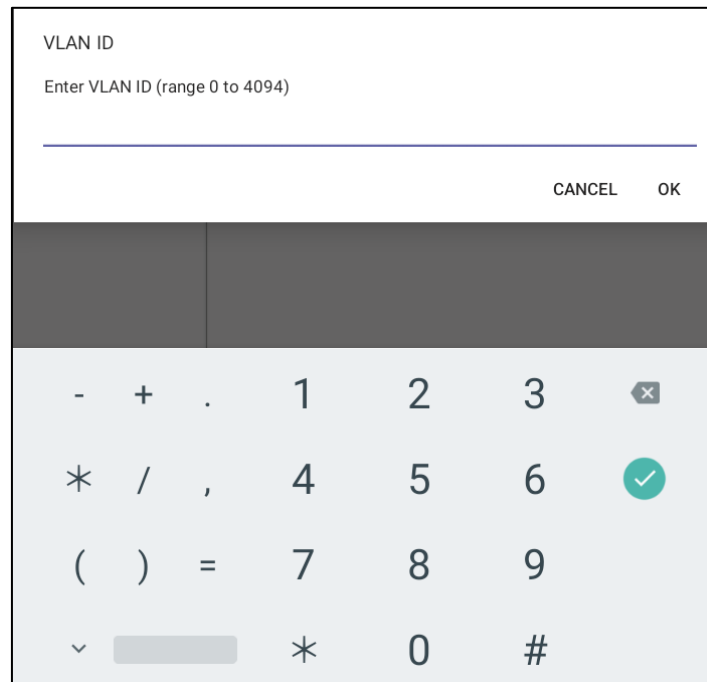 VLAN ID
Enter VLAN ID (range 0 to 4094)
CANCEL OK
- + . 1 2 3
* / , 4 5 6
( ) = 7 8 9
* 0 #